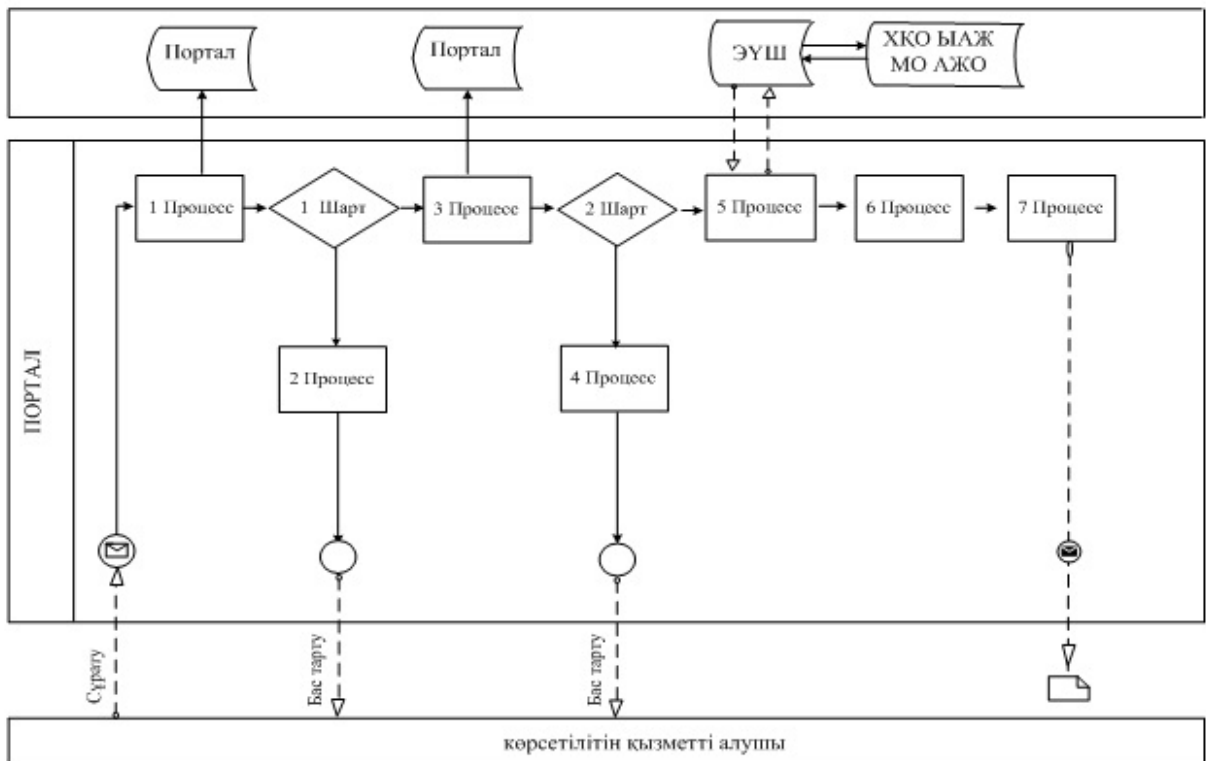 Портал
Портал
ЭҮШ
ХҚО ЫАЖ
МО АЖО
ПОРТАЛ
1 Процесс
1 Шарт
3 Процесс
2 Шарт
5 Процесс
6 Процесс
7 Процесс
2 Процесс
4 Процесс
Сұрату
Бас тарту
Бас тарту
көрсетілітін қызметті алушы